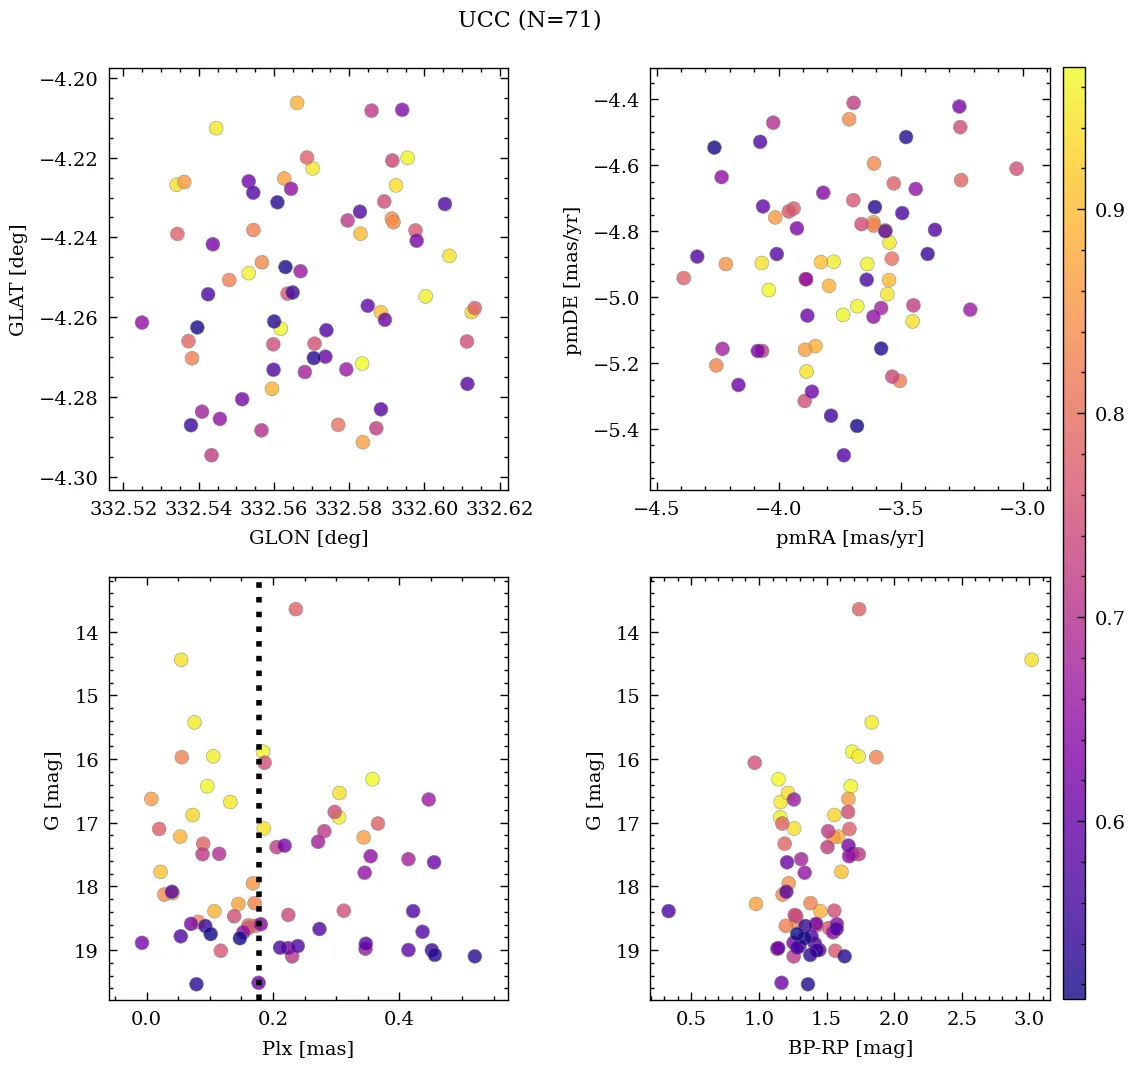 UCC (N=71)
−4.20
−4.22
−4.24
−4.26
−4.28
−4.30
GLAT [deg]
332.52 332.54 332.56 332.58 332.60 332.62
GLON [deg]
−4.4
−4.6
−4.8
−5.0
−5.2
−5.4
pmDE [mas/yr]
−4.5 −4.0 −3.5 −3.0
pmRA [mas/yr]
0.9
0.8
0.7
0.6
14
15
16
17
18
19
G [mag]
0.0 0.2 0.4
Plx [mas]
14
15
16
17
18
19
G [mag]
0.5 1.0 1.5 2.0 2.5 3.0
BP-RP [mag]